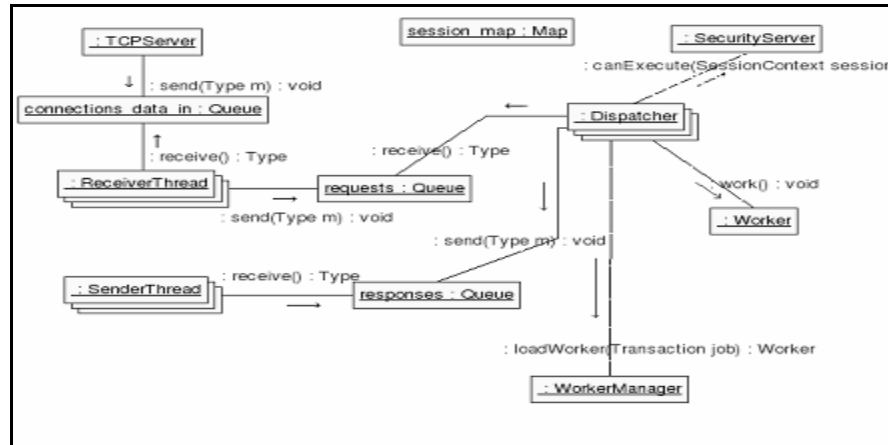 : TCPServer
session_map : Map
: SecurityServer
: canExecute(SessionContext session
: send(Type m) : void
connections_data_in : Queue
: Dispatcher
: receive() : Type
: receive() : Type
: ReceiverThread
requests : Queue
: work() : void
: send(Type m) : void
: Worker
: send(Type m) : void
: receive() : Type
: SenderThread
responses : Queue
: loadWorker(Transaction job) : Worker
: WorkerManager